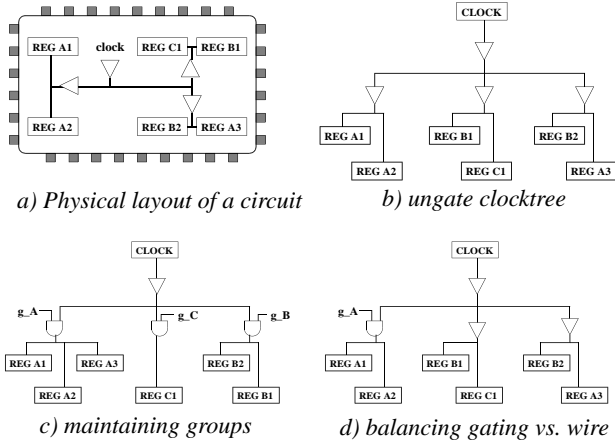 REG A1
clock
REG C1
REG B1
REG A2
REG B2
REG A3
a) Physical layout of a circuit
CLOCK
REG A1
REG B1
REG B2
REG A2
REG C1
REG A3
b) ungate clocktree
CLOCK
g_A
g_C
g_B
REG A1
REG A3
REG B2
REG A2
REG C1
REG B1
c) maintaining groups
CLOCK
g_A
REG A1
REG B1
REG B2
REG A2
REG C1
REG A3
d) balancing gating vs. wire